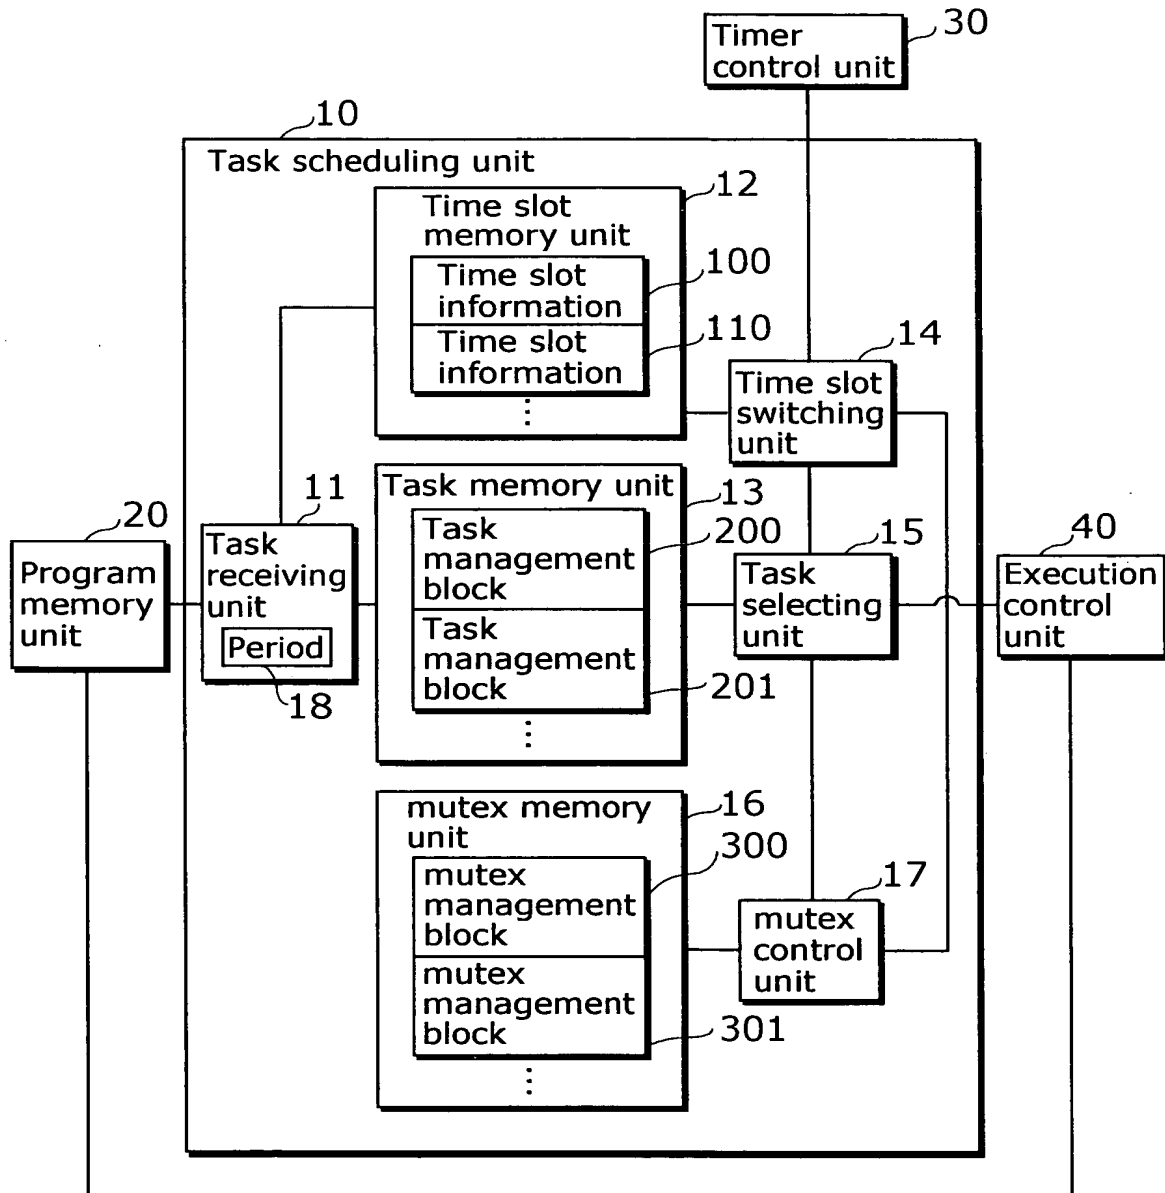 Timer
control unit
30
10
Task scheduling unit
12
Time slot
memory unit
Time slot
information
100
Time slot
information
110
14
Time slot
switching
unit
Task memory unit
13
Task
management
block
200
Task
management
block
201
20
Program
memory
unit
11
Task
receiving
unit
Period
18
15
Task
selecting
unit
40
Execution
control
unit
mutex memory
unit
16
mutex
management
block
300
mutex
management
block
301
17
mutex
control
unit